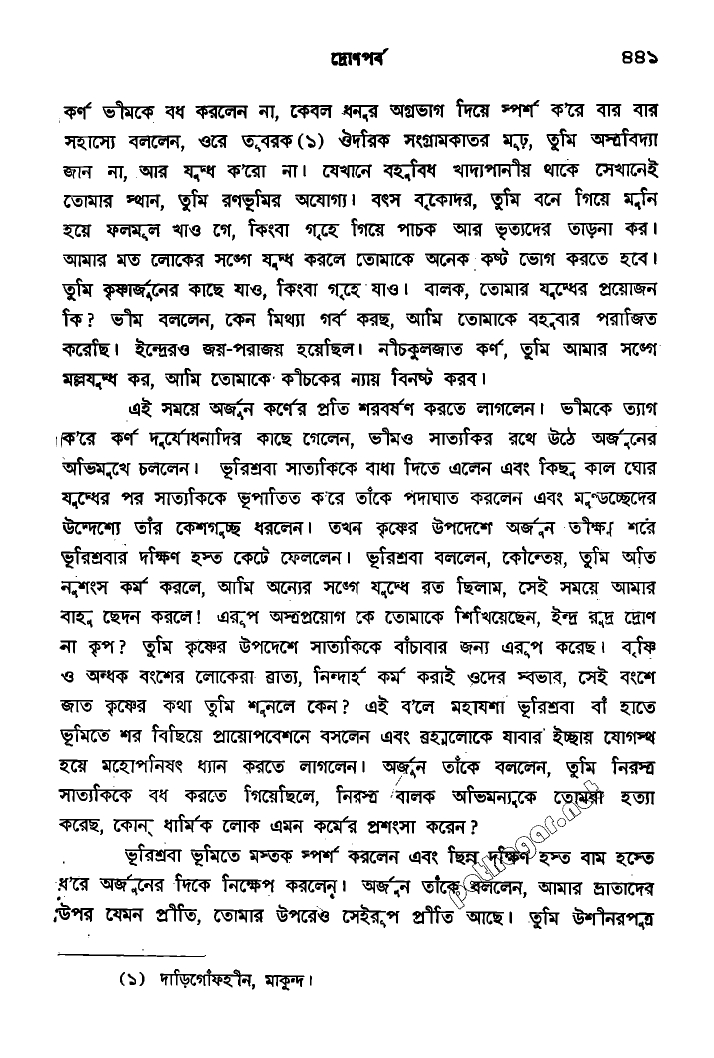 দ্রোণপর্ব ৪৪১
কর্ণ ভীমকে বধ করলেন না, কেবল ধনুর অগ্রভাগ দিয়ে স্পর্শ ক'রে বার বার
সহাস্যে বললেন, ওরে তূবরক (১) ঔদরিক সংগ্রামকাতর মূঢ়, তুমি অস্ত্রবিদ্যা
জান না, আর যুদ্ধ ক'রো না। যেখানে বহুবিধ খাদ্যপানীয় থাকে সেখানেই
তোমার স্থান, তুমি রণভূমির অযোগ্য। বৎস বৃকোদর, তুমি বনে গিয়ে মুনি
হয়ে ফলমূল খাও গে, কিংবা গৃহে গিয়ে পাচক আর ভৃত্যদের তাড়না কর।
আমার মত লোকের সঙ্গে যুদ্ধ করলে তোমাকে অনেক কষ্ট ভোগ করতে হবে।
তুমি কৃষ্ণার্জুনের কাছে যাও, কিংবা গৃহে যাও। বালক, তোমার যুদ্ধের প্রয়োজন
কি? ভীম বললেন, কেন মিথ্যা গর্ব করছ, আমি তোমাকে বহুবার পরাজিত
করেছি। ইন্দ্রেরও জয়-পরাজয় হয়েছিল। নীচকুলজাত কর্ণ, তুমি আমার সঙ্গে
মল্লযুদ্ধ কর, আমি তোমাকে কীচকের ন্যায় বিনষ্ট করব।
এই সময়ে অর্জুন কর্ণের প্রতি শরবর্ষণ করতে লাগলেন। ভীমকে ত্যাগ
ক'রে কর্ণ দুর্যোধনাদির কাছে গেলেন, ভীমও সাত্যকির রথে উঠে অর্জুনের
অভিমুখে চললেন। ভূরিশ্রবা সাত্যকিকে বাধা দিতে এলেন এবং কিছু কাল ঘোর
যুদ্ধের পর সাত্যকিকে ভূপাতিত ক'রে তাঁকে পদাঘাত করলেন এবং মুণ্ডচ্ছেদের
উদ্দেশ্যে তাঁর কেশগুচ্ছ ধরলেন। তখন কৃষ্ণের উপদেশে অর্জুন তীক্ষ্ণ শরে
ভূরিশ্রবার দক্ষিণ হস্ত কেটে ফেললেন। ভূরিশ্রবা বললেন, কৌন্তেয়, তুমি অতি
নৃশংস কর্ম করলে, আমি অন্যের সঙ্গে যুদ্ধে রত ছিলাম, সেই সময়ে আমার
বাহু ছেদন করলে! এরূপ অস্ত্রপ্রয়োগ কে তোমাকে শিখিয়েছেন, ইন্দ্র রুদ্র দ্রোণ
না কৃপ? তুমি কৃষ্ণের উপদেশে সাত্যকিকে বাঁচাবার জন্য এরূপ করেছ। বৃষ্ণি
ও অন্ধক বংশের লোকেরা ব্রাত্য, নিন্দার্হ কর্ম করাই ওদের স্বভাব, সেই বংশে
জাত কৃষ্ণের কথা তুমি শুনলে কেন? এই ব'লে মহাযশা ভূরিশ্রবা বাঁ হাতে
ভূমিতে শর বিছিয়ে প্রায়োপবেশনে বসলেন এবং ব্রহ্মলোকে যাবার ইচ্ছায় যোগস্থ
হয়ে মহোপনিষৎ ধ্যান করতে লাগলেন। অর্জুন তাঁকে বললেন, তুমি নিরস্ত্র
সাত্যকিকে বধ করতে গিয়েছিলে, নিরস্ত্র বালক অভিমন্যুকে তোমরা হত্যা
করেছ, কোন্ ধার্মিক লোক এমন কর্মের প্রশংসা করেন?
ভূরিশ্রবা ভূমিতে মস্তক স্পর্শ করলেন এবং ছিন্ন দক্ষিণ হস্ত বাম হস্তে
ধ'রে অর্জুনের দিকে নিক্ষেপ করলেন। অর্জুন তাঁকে বললেন, আমার ভ্রাতাদের
উপর যেমন প্রীতি, তোমার উপরেও সেইরূপ প্রীতি আছে। তুমি উশীনরপুত্র
(১) দাড়িগোঁফহীন, মাকুন্দ।
pathagar.net